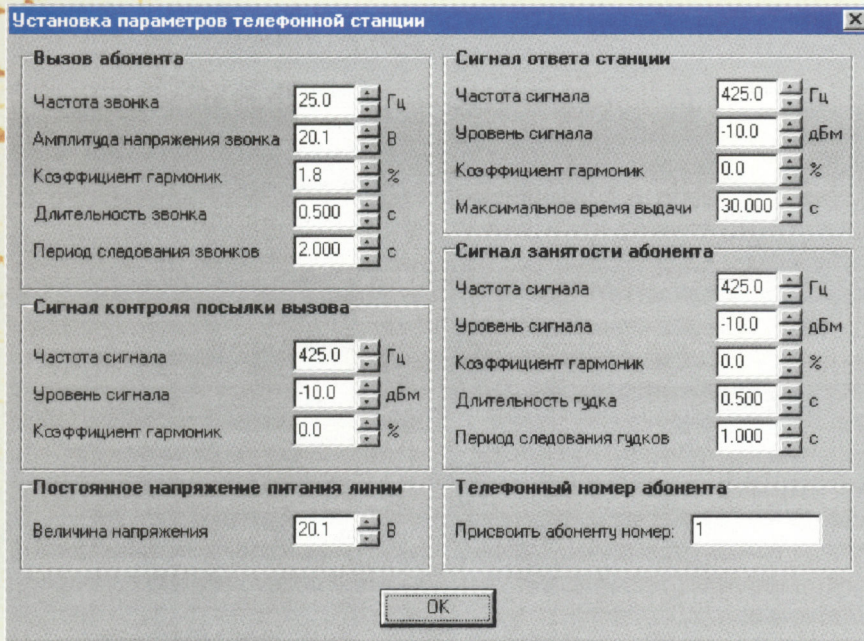 Установка параметров телефонной станции
Вызов абонента
Частота звонка 25.0 Гц
Амплитуда напряжения звонка 20.1 В
Коэффициент гармоник 1.8 %
Длительность звонка 0.500 с
Период следования звонков 2.000 с
Сигнал контроля посылки вызова
Частота сигнала 425.0 Гц
Уровень сигнала -10.0 дБм
Коэффициент гармоник 0.0 %
Постоянное напряжение питания линии
Величина напряжения 20.1 В
Сигнал ответа станции
Частота сигнала 425.0 Гц
Уровень сигнала -10.0 дБм
Коэффициент гармоник 0.0 %
Максимальное время выдачи 30.000 с
Сигнал занятости абонента
Частота сигнала 425.0 Гц
Уровень сигнала -10.0 дБм
Коэффициент гармоник 0.0 %
Длительность гудка 0.500 с
Период следования гудков 1.000 с
Телефонный номер абонента
Присвоить абоненту номер: 1
OK